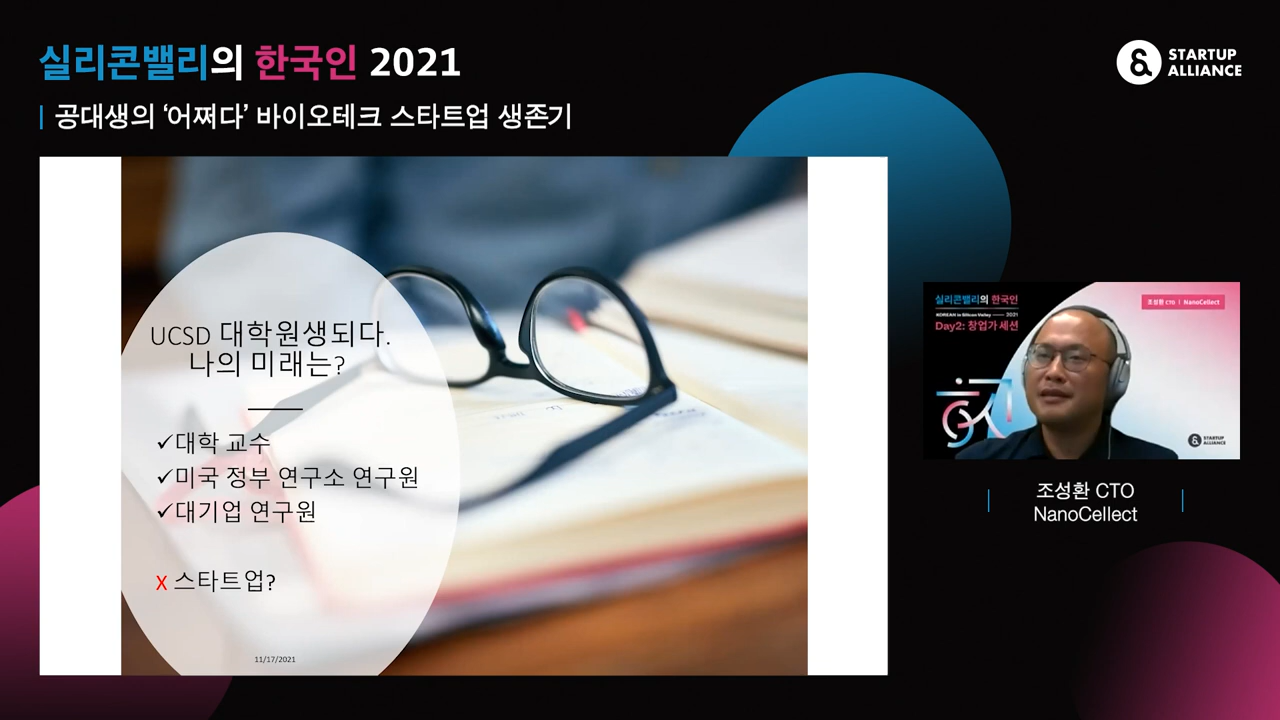 실리콘밸리의 한국인 2021
공대생의 ‘어쩌다’ 바이오테크 스타트업 생존기
STARTUP
ALLIANCE
UCSD 대학원생되다.
나의 미래는?
✓대학 교수
✓미국 정부 연구소 연구원
✓대기업 연구원
X 스타트업?
11/17/2021
실리콘밸리의 한국인
KOREAN in Silicon Valley 2021
Day2: 창업가 세션
조성환 CTO | NanoCellect
STARTUP
ALLIANCE
조성환 CTO
NanoCellect